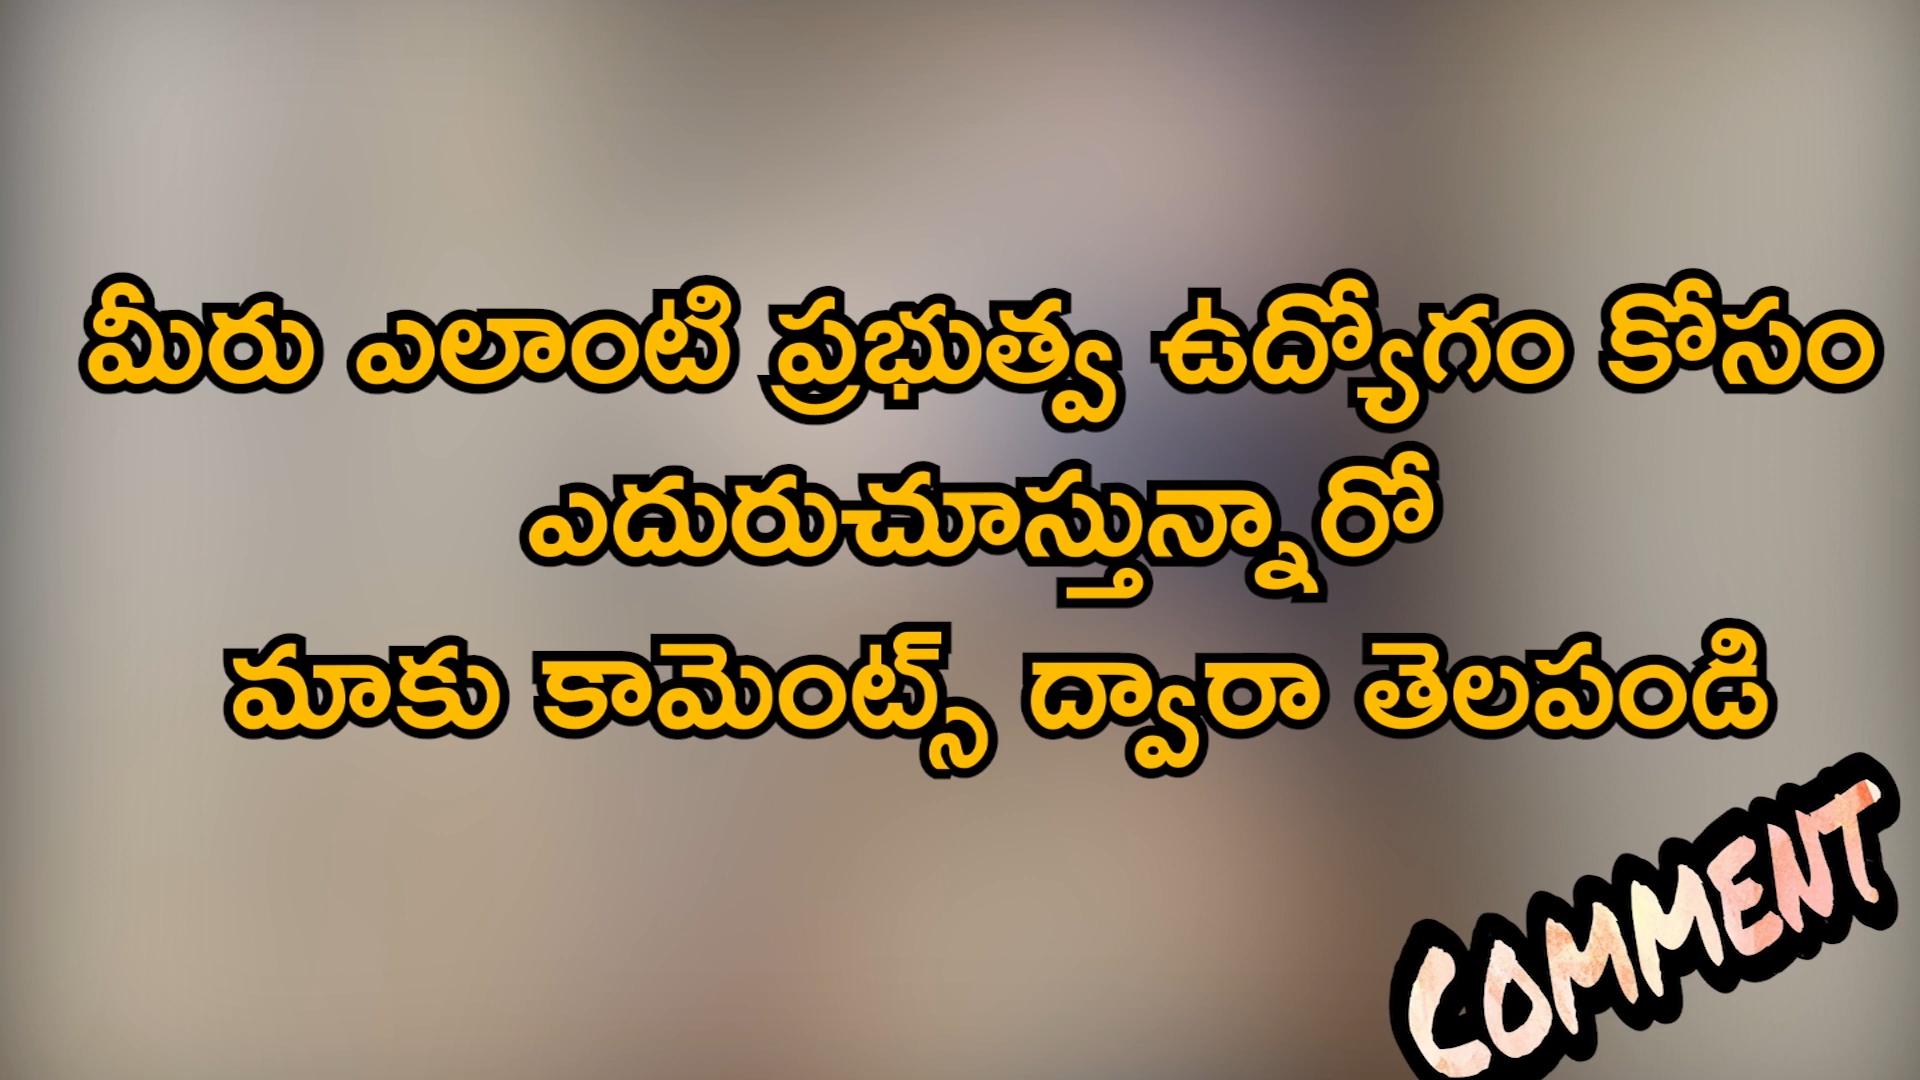 మీరు ఎలాంటి ప్రభుత్వ ఉద్యోగం కోసం
ఎదురుచూస్తున్నారో
మాకు కామెంట్స్ ద్వారా తెలపండి
COMMENT